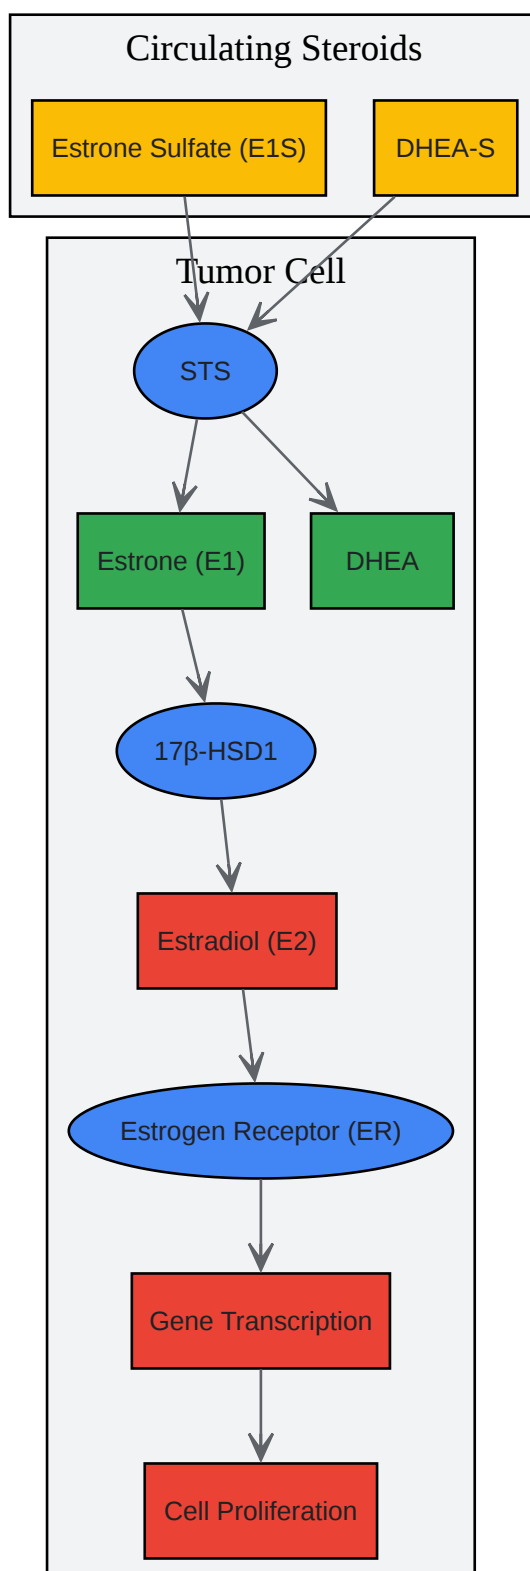 Circulating Steroids
Estrone Sulfate (E1S)
DHEA-S
Tumor Cell
STS
Estrone (E1)
DHEA
17β-HSD1
Estradiol (E2)
Estrogen Receptor (ER)
Gene Transcription
Cell Proliferation